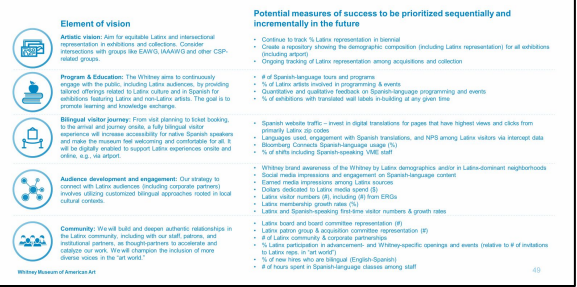 Element of vision
Potential measures of success to be prioritized sequentially and
incrementally in the future
Artistic vision: Aim for equitable Latinx and intersectional
representation in exhibitions and collections. Consider
intersections with groups like EAWG, IAAAWG and other CSP-
related groups.
• Continue to track % Latinx representation in biennial
• Create a repository showing the demographic composition (including Latinx representation) for all exhibitions
(including artport)
• Ongoing tracking of Latinx representation among acquisitions and collection
Program & Education: The Whitney aims to continuously
engage with the public, including Latinx audiences, by providing
tailored offerings related to Latinx culture and in Spanish for
exhibitions featuring Latinx and non-Latinx artists. The goal is to
promote learning and knowledge exchange.
• # of Spanish-language tours and programs
• % of Latinx artists involved in programming & events
• Quantitative and qualitative feedback on Spanish-language programming and events
• % of exhibitions with translated wall labels in-building at any given time
Bilingual visitor journey: From visit planning to ticket booking,
to the arrival and journey onsite, a fully bilingual visitor
experience will increase accessibility for native Spanish speakers
and make the museum feel welcoming and comfortable for all. It
will be digitally enabled to support Latinx experiences onsite and
online, e.g., via artport.
• Spanish website traffic – invest in digital translations for pages that have highest views and clicks from
primarily Latinx zip codes
• Languages used, engagement with Spanish translations, and NPS among Latinx visitors via intercept data
• Bloomberg Connects Spanish-language usage (%)
• % of shifts including Spanish-speaking VME staff
Audience development and engagement: Our strategy to
connect with Latinx audiences (including corporate partners)
involves utilizing customized bilingual approaches rooted in local
cultural contexts.
• Whitney brand awareness of the Whitney by Latinx demographics and/or in Latinx-dominant neighborhoods
• Social media impressions and engagement on Spanish-language content
• Earned media impressions among Latinx sources
• Dollars dedicated to Latinx media spend ($)
• Latinx visitor numbers (#), including (#) from ERGs
• Latinx membership growth rates (%)
• Latinx and Spanish-speaking first-time visitor numbers & growth rates
Community: We will build and deepen authentic relationships in
the Latinx community, including with our staff, patrons, and
institutional partners, as thought-partners to accelerate and
catalyze our work. We will champion the inclusion of more
diverse voices in the "art world."
• Latinx board and board committee representation (#)
• Latinx patron group & acquisition committee representation (#)
• # of Latinx community & corporate partnerships
• % Latinx participation in advancement- and Whitney-specific openings and events (relative to # of invitations
to Latinx reps. in "art world")
• % of new hires who are bilingual (English-Spanish)
• # of hours spent in Spanish-language classes among staff
Whitney Museum of American Art
49